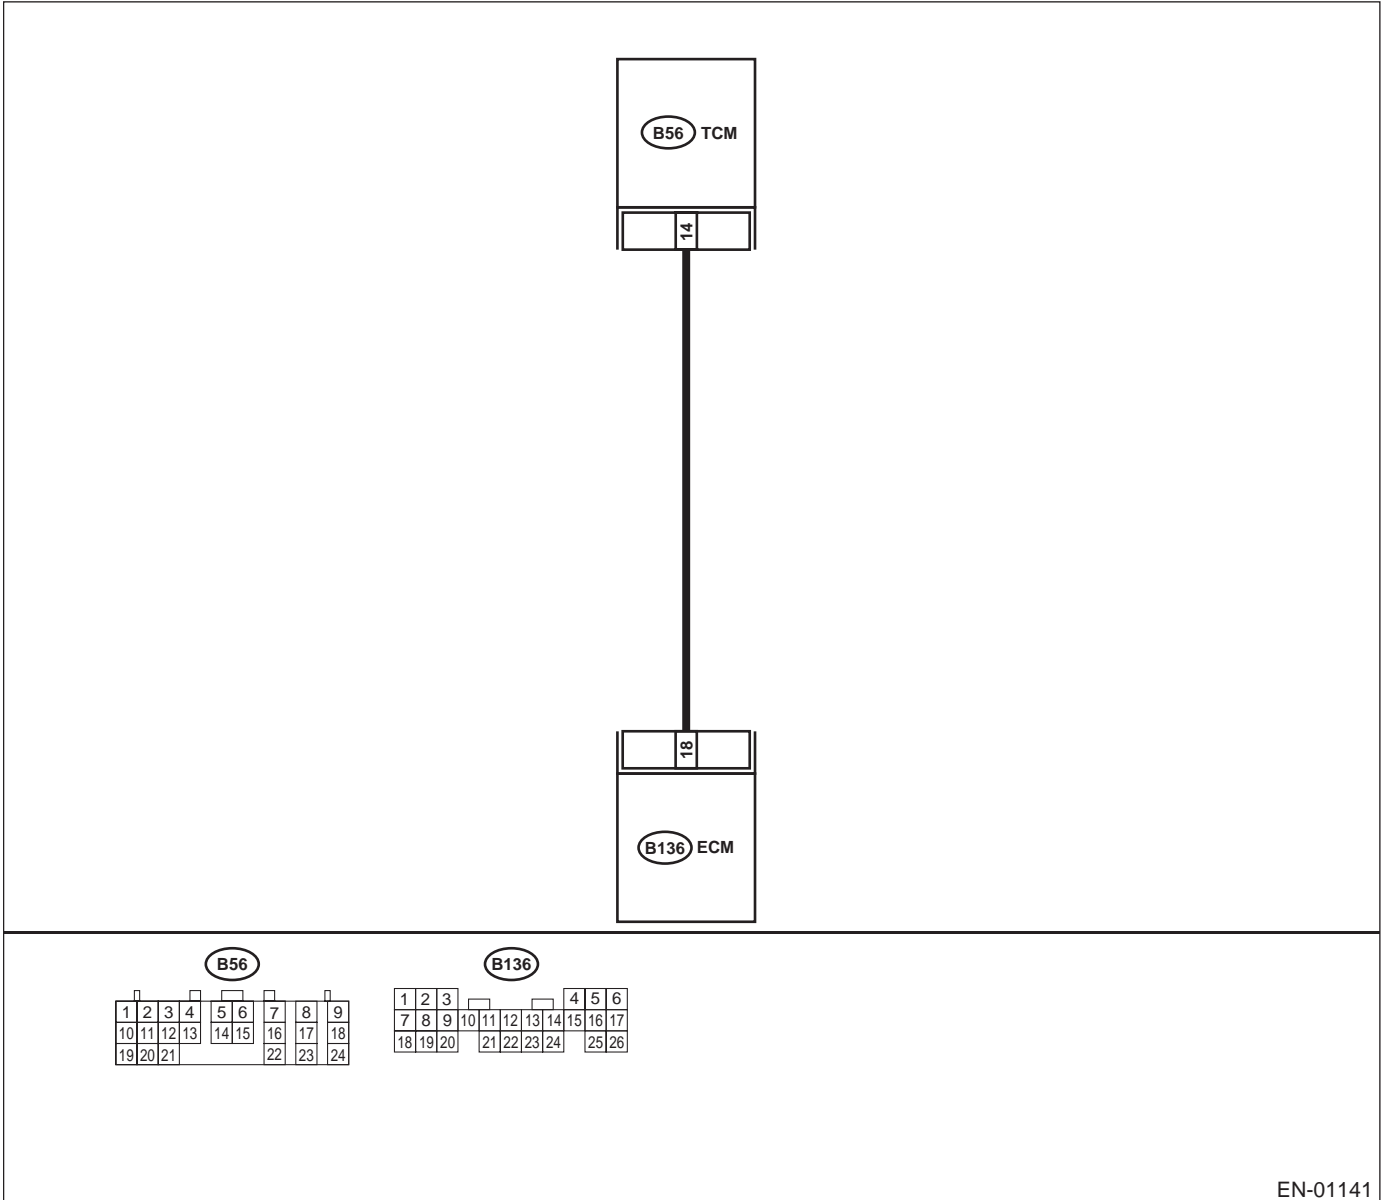 B56 TCM
14
18
B136 ECM
B56
B136
1 2 3 4 5 6 7 8 9
10 11 12 13 14 15 16 17 18
19 20 21 22 23 24
1 2 3 4 5 6
7 8 9 10 11 12 13 14 15 16 17
18 19 20 21 22 23 24 25 26
EN-01141